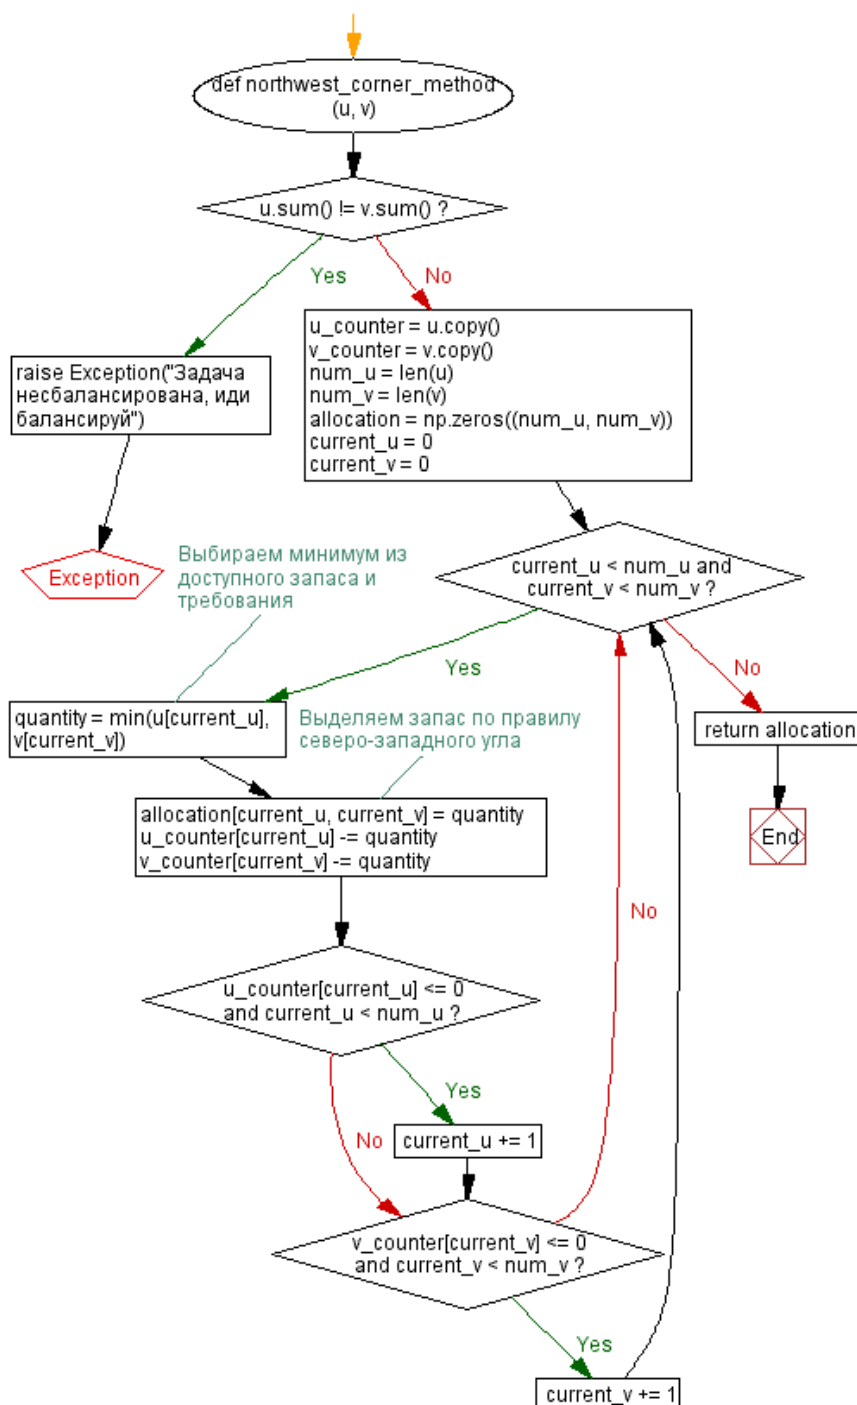 def northwest_corner_method
(u, v)
u.sum() != v.sum() ?
Yes
No
raise Exception("Задача
несбалансирована, иди
балансируй")
u_counter = u.copy()
v_counter = v.copy()
num_u = len(u)
num_v = len(v)
allocation = np.zeros((num_u, num_v))
current_u = 0
current_v = 0
Exception
Выбираем минимум из
доступного запаса и
требования
current_u < num_u and
current_v < num_v ?
Yes
No
quantity = min(u[current_u],
v[current_v])
Выделяем запас по правилу
северо-западного угла
return allocation
End
allocation[current_u, current_v] = quantity
u_counter[current_u] -= quantity
v_counter[current_v] -= quantity
No
u_counter[current_u] <= 0
and current_u < num_u ?
Yes
No
current_u += 1
v_counter[current_v] <= 0
and current_v < num_v ?
Yes
current_v += 1